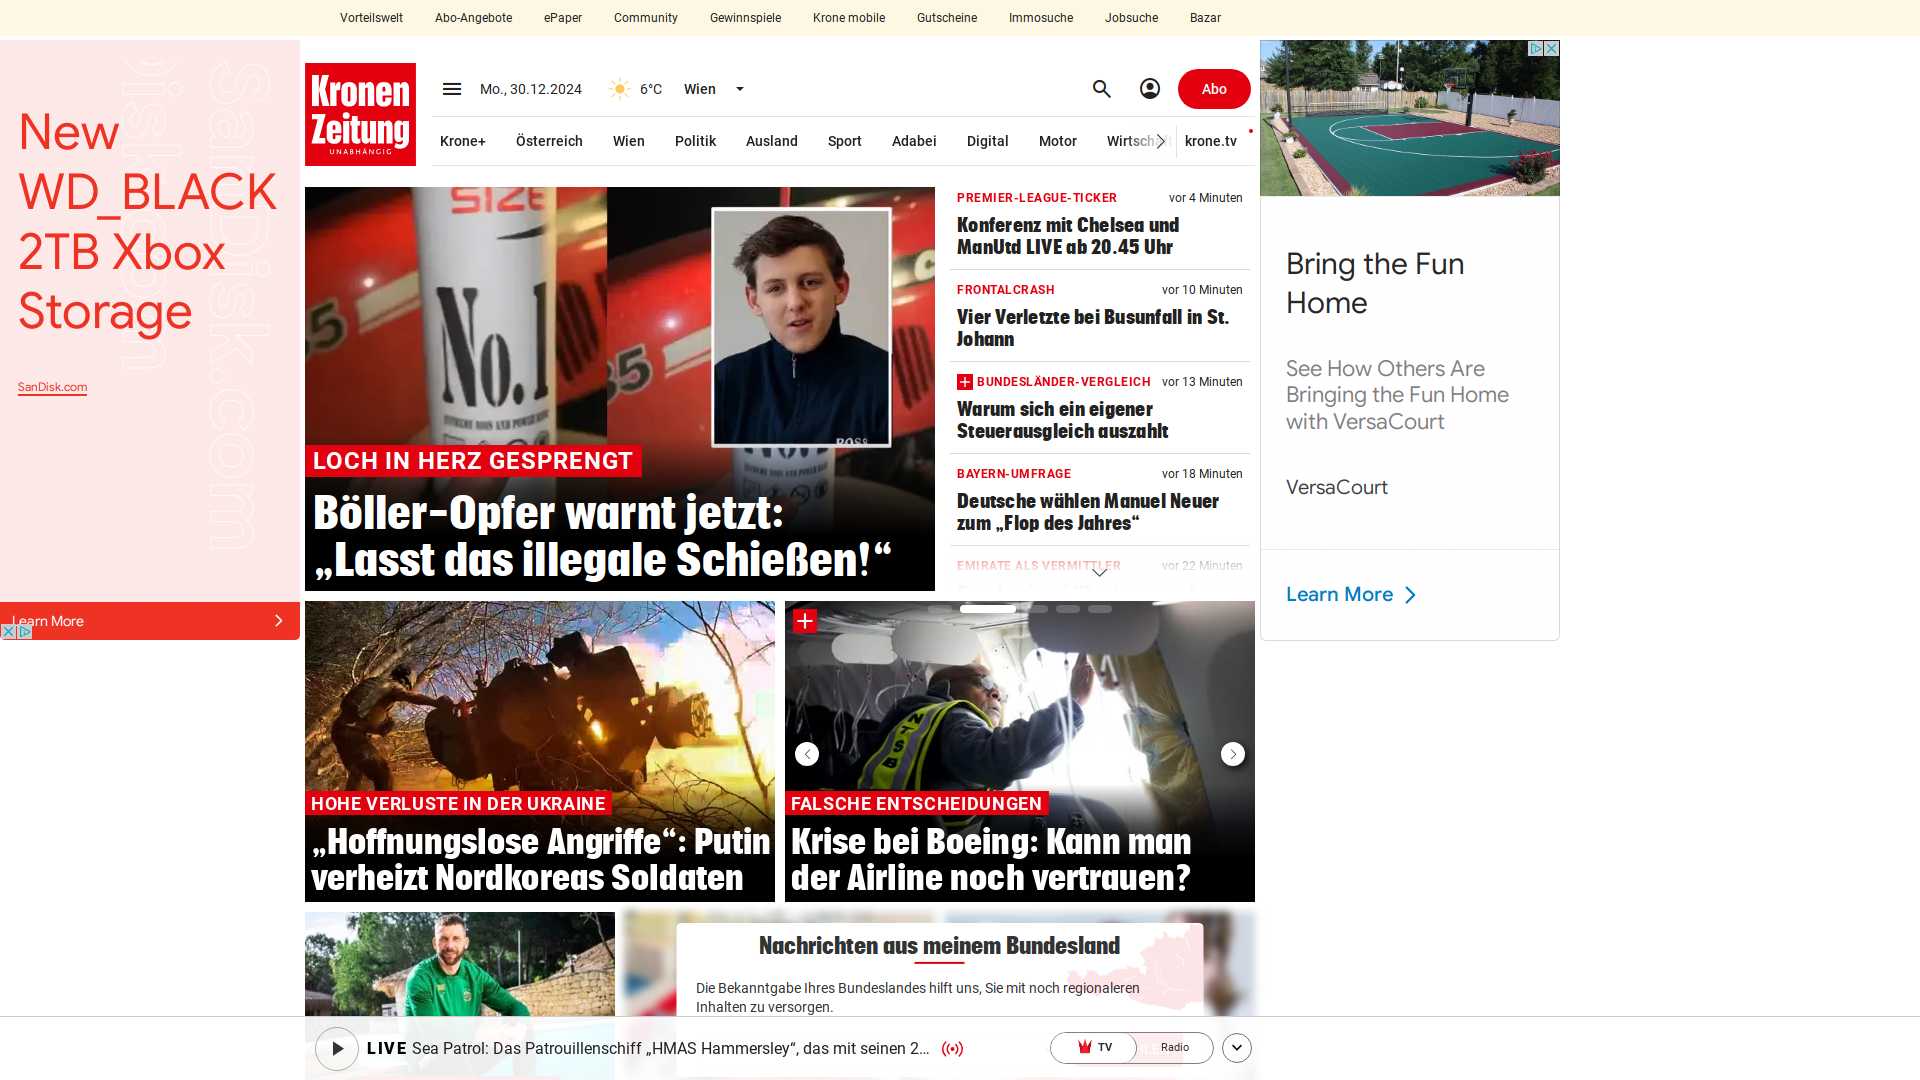 Vorteilswelt
Abo-Angebote
ePaper
Community
Gewinnspiele
Krone mobile
Gutscheine
Immosuche
Jobsuche
Bazar
New
WD_BLACK
2TB Xbox
Storage
SanDisk.com
SanDisk.com
Learn More
Kronen
Zeitung
UNABHÄNGIG
Mo., 30.12.2024
6°C
Wien
Abo
Krone+
Österreich
Wien
Politik
Ausland
Sport
Adabei
Digital
Motor
krone.tv
SIZE
No.1
LOCH IN HERZ GESPRENGT
Böller-Opfer warnt jetzt:
„Lasst das illegale Schießen!“
PREMIER-LEAGUE-TICKER
vor 4 Minuten
Konferenz mit Chelsea und
ManUtd LIVE ab 20.45 Uhr
FRONTALCRASH
vor 10 Minuten
Vier Verletzte bei Busunfall in St.
Johann
BUNDESLÄNDER-VERGLEICH
vor 13 Minuten
Warum sich ein eigener
Steuerausgleich auszahlt
BAYERN-UMFRAGE
vor 18 Minuten
Deutsche wählen Manuel Neuer
zum „Flop des Jahres“
EMIRATE ALS VERMITTLER
vor 22 Minuten
Bring the Fun
Home
See How Others Are
Bringing the Fun Home
with VersaCourt
VersaCourt
Learn More
HOHE VERLUSTE IN DER UKRAINE
„Hoffnungslose Angriffe“: Putin
verheizt Nordkoreas Soldaten
NTSB
FALSCHE ENTSCHEIDUNGEN
Krise bei Boeing: Kann man
der Airline noch vertrauen?
Nachrichten aus meinem Bundesland
Die Bekanntgabe Ihres Bundeslandes hilft uns, Sie mit noch regionaleren
Inhalten zu versorgen.
LIVE Sea Patrol: Das Patrouillenschiff „HMAS Hammersley“, das mit seinen 2...
TV
Radio